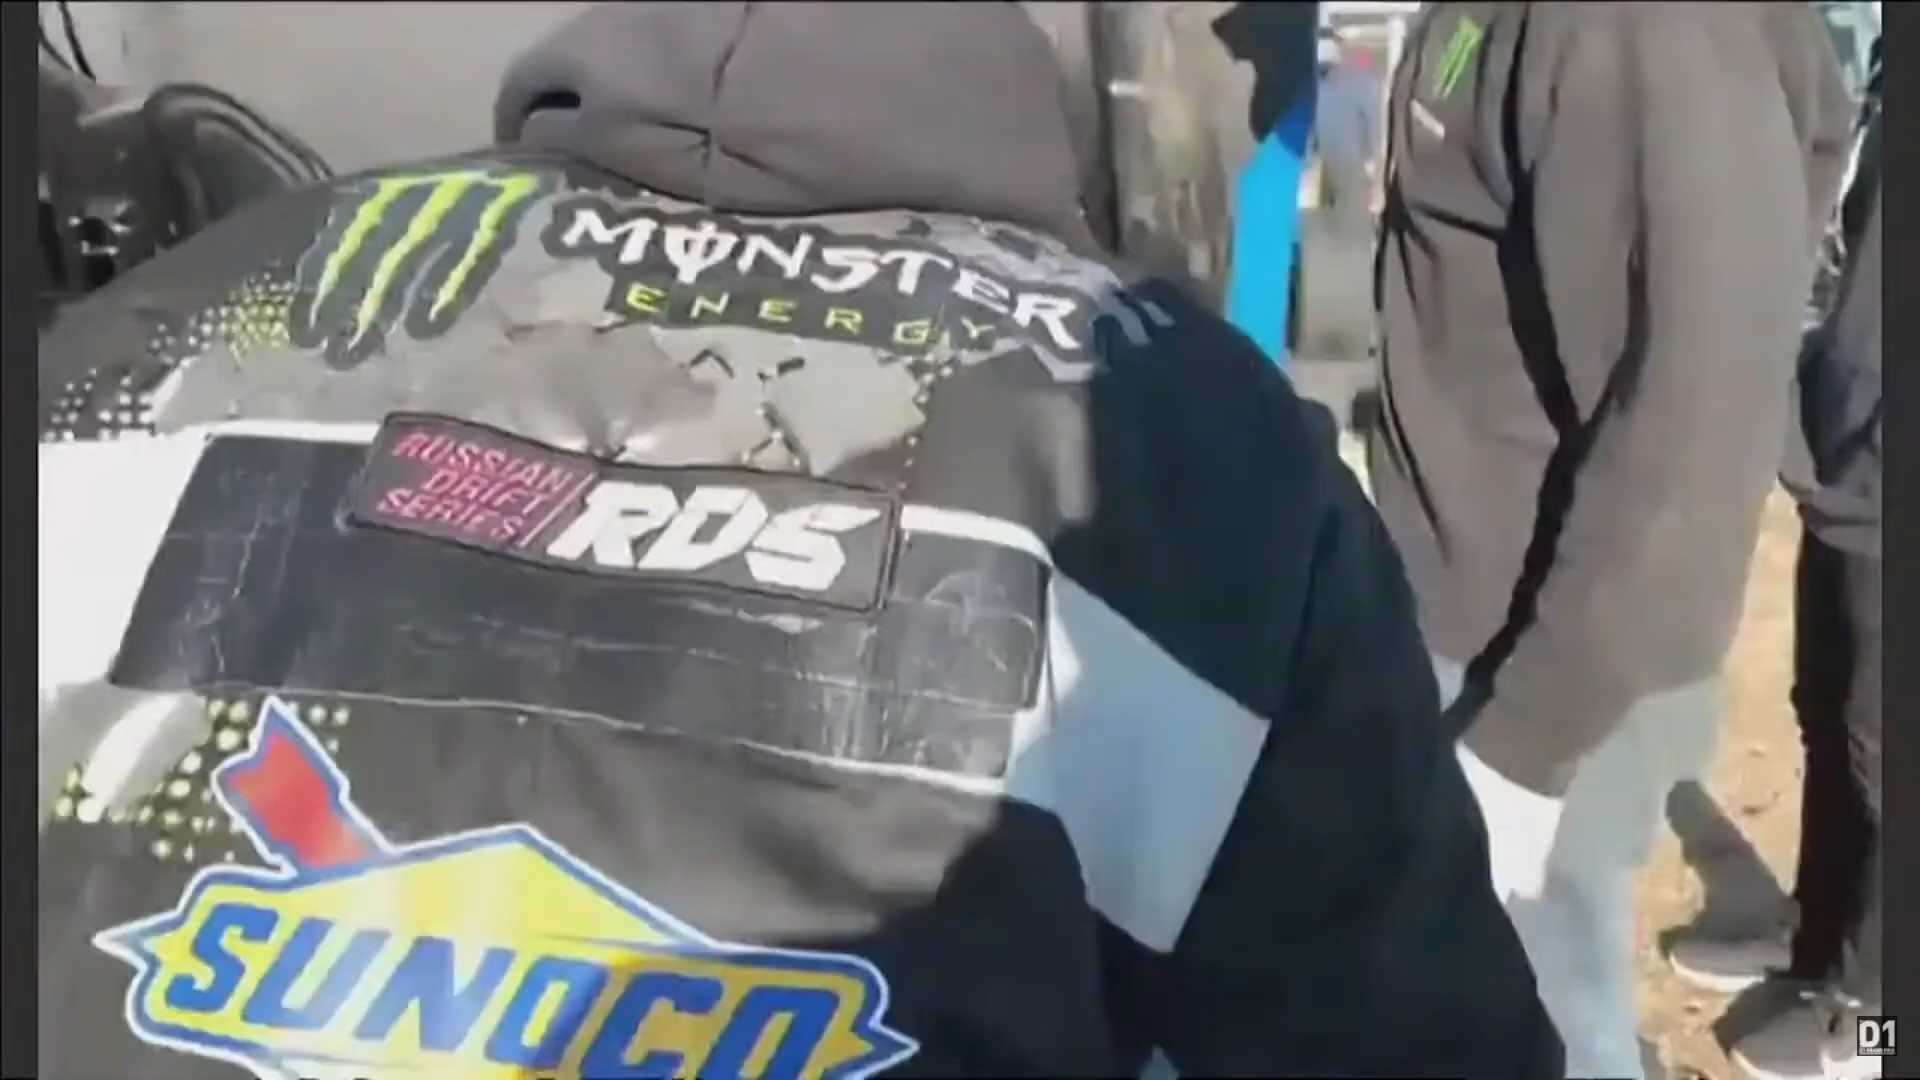 MONSTER
ENERGY
RUSSIAN
DRIFT
SERIES
RDS
SUNOCO
D1